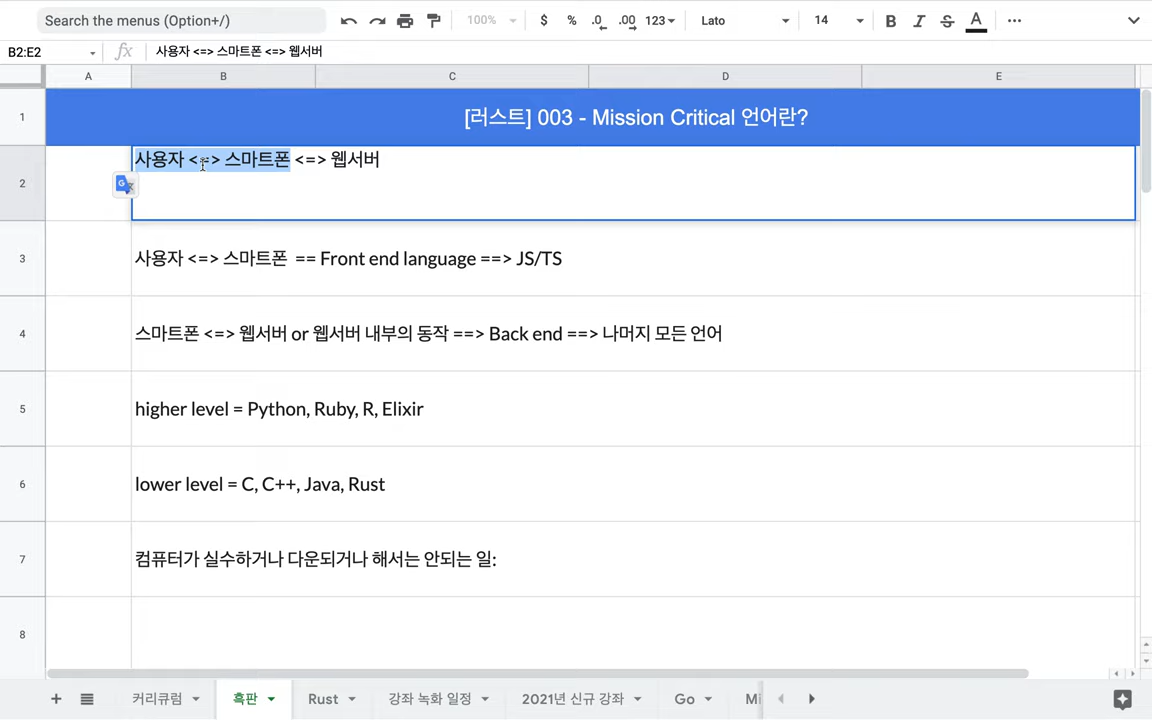 Search the menus (Option+/)
100%
$ % .0 .00 123 Lato 14 B I S A
B2:E2 fx 사용자 <=> 스마트폰 <=> 웹서버
A B C D E
1 [러스트] 003 - Mission Critical 언어란?
2 사용자 <=> 스마트폰 <=> 웹서버
3 사용자 <=> 스마트폰 == Front end language ==> JS/TS
4 스마트폰 <=> 웹서버 or 웹서버 내부의 동작 ==> Back end ==> 나머지 모든 언어
5 higher level = Python, Ruby, R, Elixir
6 lower level = C, C++, Java, Rust
7 컴퓨터가 실수하거나 다운되거나 해서는 안되는 일:
8
커리큐럼 흑판 Rust 강좌 녹화 일정 2021년 신규 강좌 Go Mi